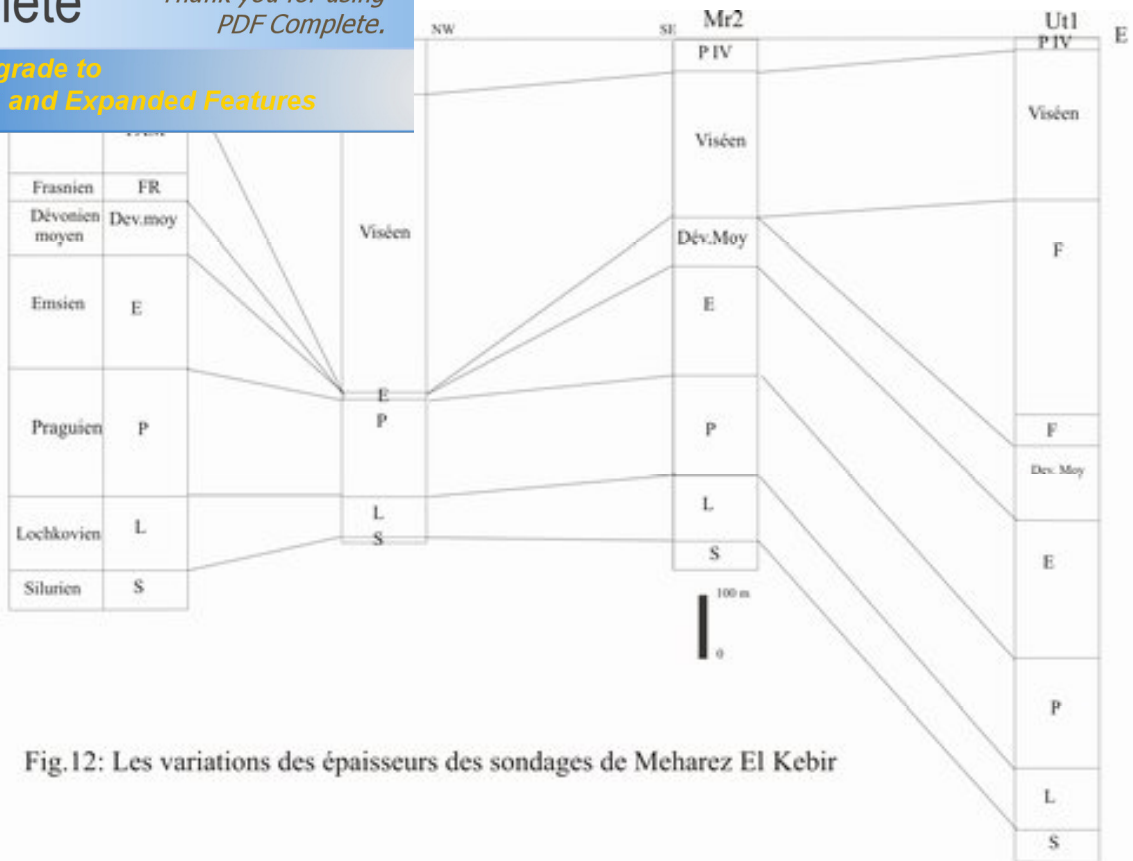 Thank you for using
PDF Complete.
grade to
and Expanded Features
NW
SE
Mr2
Ut1
E
P IV
P IV
Viséen
Viséen
Viséen
Frasnien FR
Dévonien moyen Dev.moy
Dév.Moy
F
F
Dev. Moy
Emsien E
E
E
E
Praguien P
P
P
P
Lochkovien L
L
L
L
Silurien S
S
S
S
100 m
0
Fig.12: Les variations des épaisseurs des sondages de Meharez El Kebir